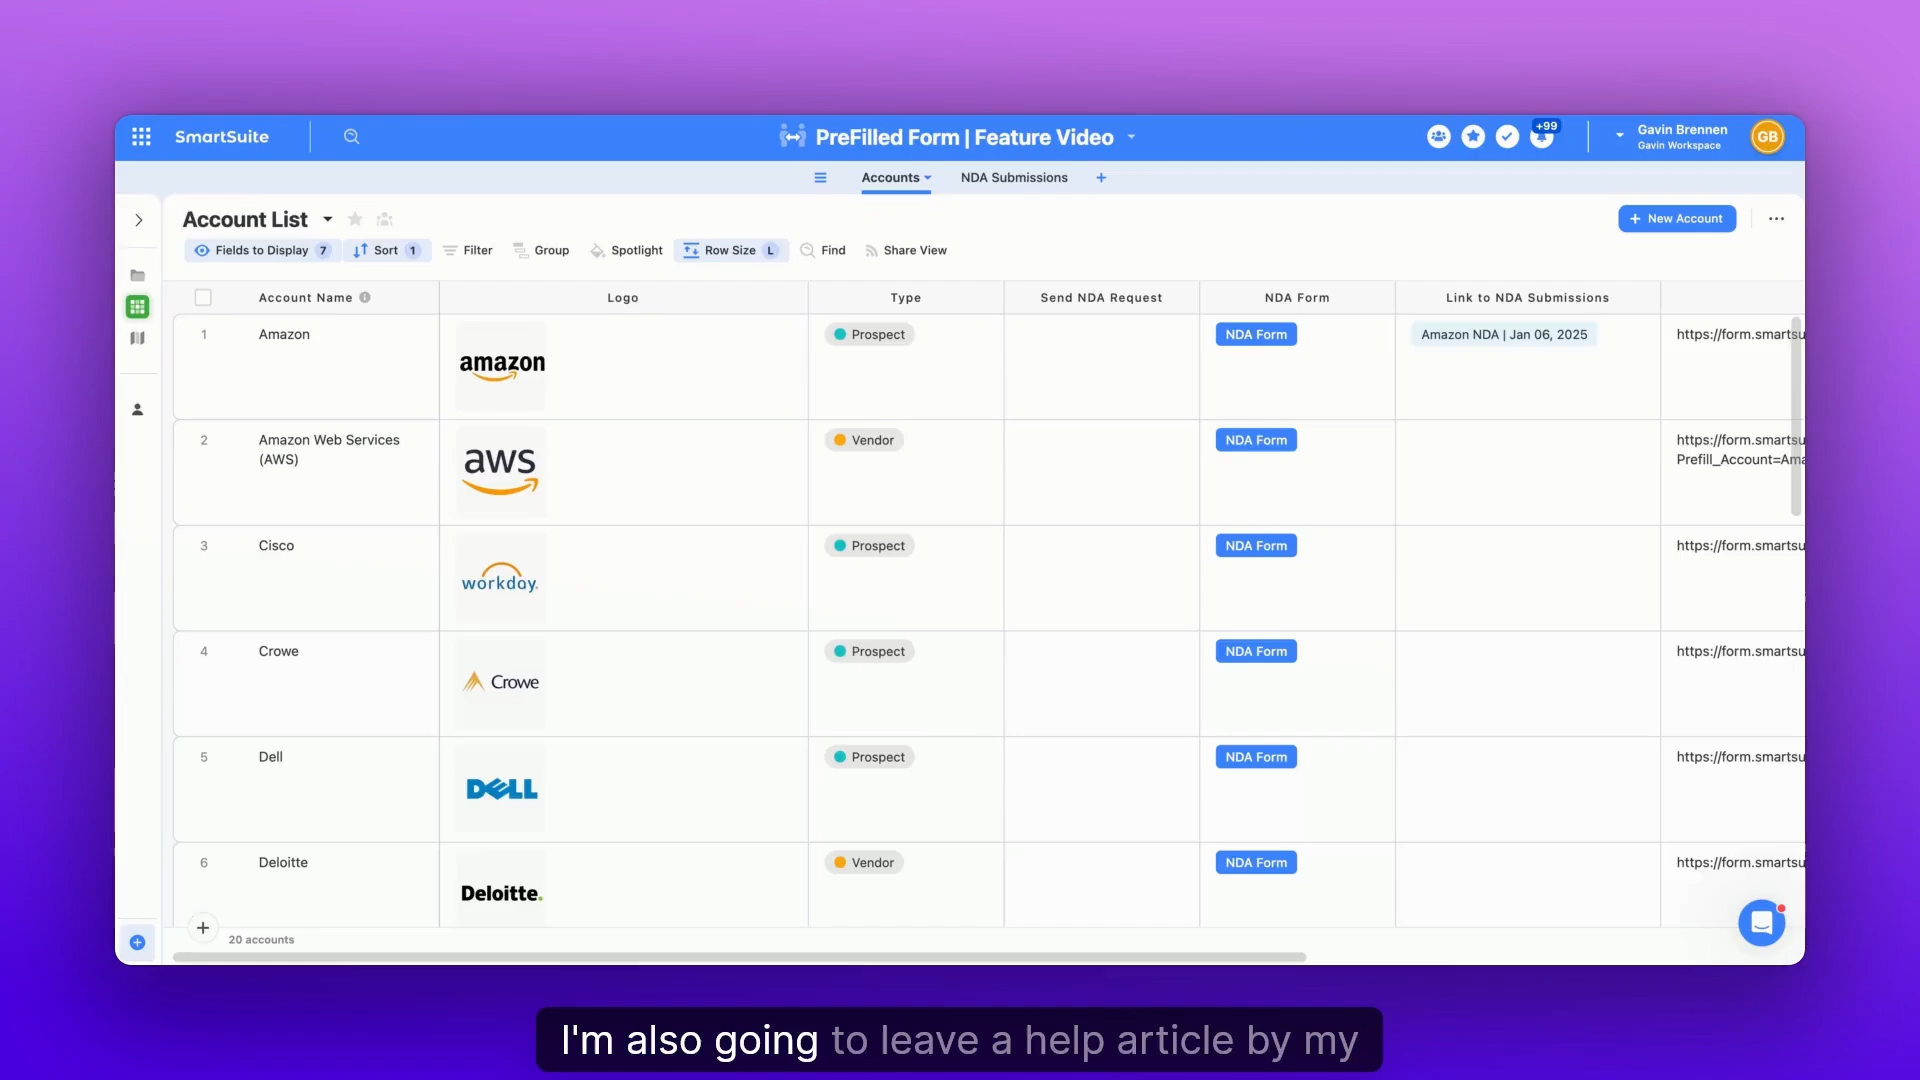 SmartSuite
PreFilled Form | Feature Video
+99
Gavin Brennen
Gavin Workspace
GB
Accounts
NDA Submissions
+
Account List
+ New Account
Fields to Display 7
Sort 1
Filter
Group
Spotlight
Row Size L
Find
Share View
Account Name
Logo
Type
Send NDA Request
NDA Form
Link to NDA Submissions
1
Amazon
amazon
Prospect
NDA Form
Amazon NDA | Jan 06, 2025
https://form.smartsu
2
Amazon Web Services
(AWS)
aws
Vendor
NDA Form
https://form.smartsu
Prefill_Account=Ama
3
Cisco
workday.
Prospect
NDA Form
https://form.smartsu
4
Crowe
Crowe
Prospect
NDA Form
https://form.smartsu
5
Dell
DELL
Prospect
NDA Form
https://form.smartsu
6
Deloitte
Deloitte.
Vendor
NDA Form
https://form.smartsu
20 accounts
I'm also going to leave a help article by my